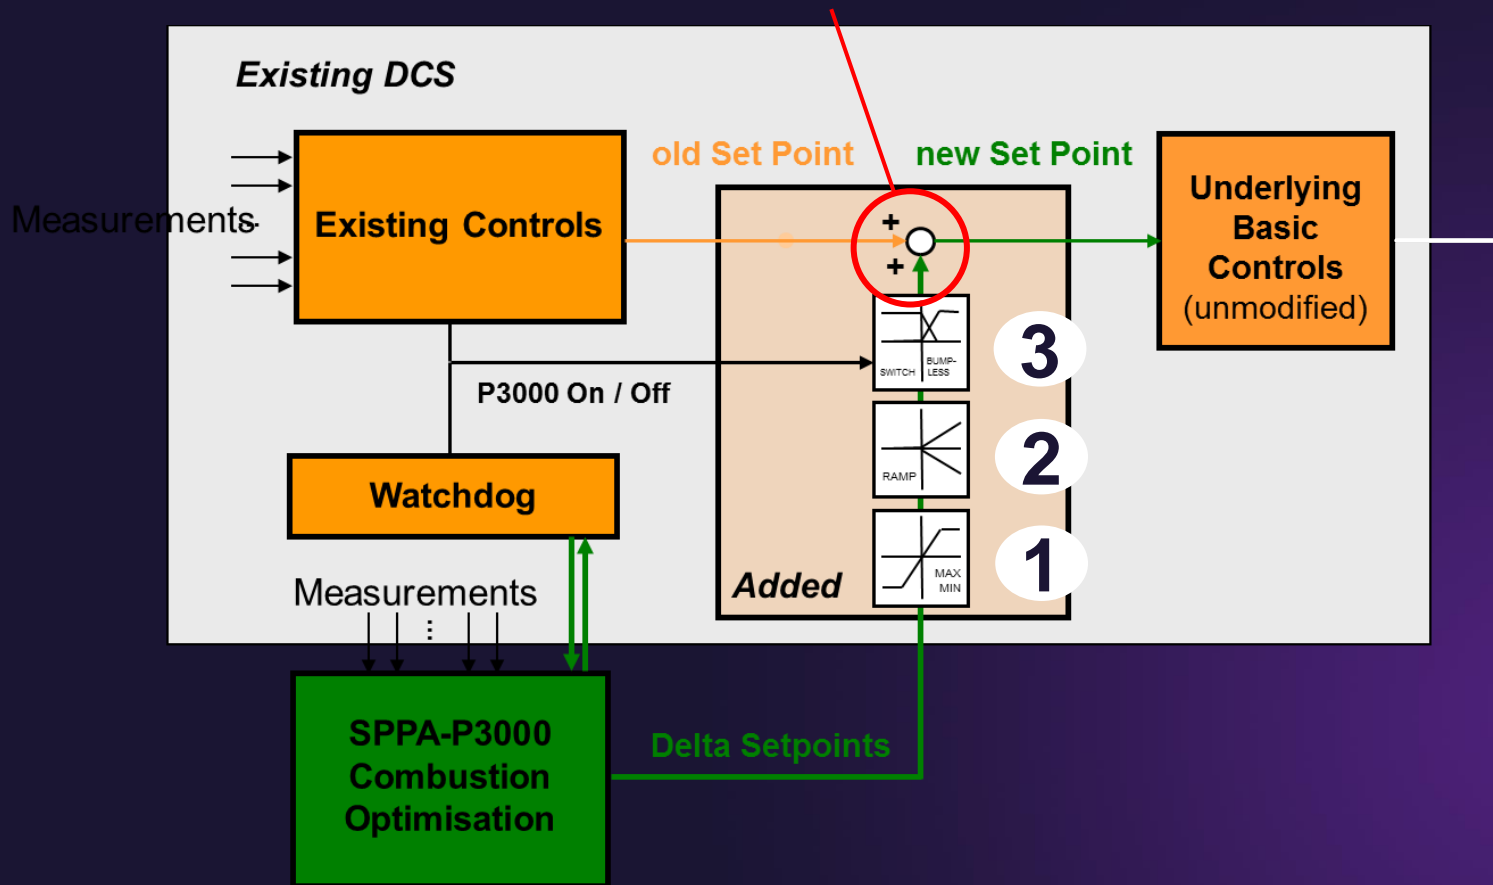 Existing DCS
old Set Point
new Set Point
Measurements
Existing Controls
Underlying
Basic
Controls
(unmodified)
+
+
SWITCH
BUMP-
LESS
3
P3000 On / Off
RAMP
2
Watchdog
MAX
MIN
1
Added
Measurements
...
SPPA-P3000
Combustion
Optimisation
Delta Setpoints